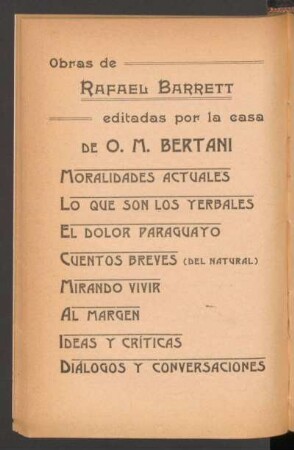 Obras de
RAFAEL BARRETT
editadas por la casa
DE O. M. BERTANI
MORALIDADES ACTUALES
LO QUE SON LOS YERBALES
EL DOLOR PARAGUAYO
CUENTOS BREVES (DEL NATURAL)
MIRANDO VIVIR
AL MARGEN
IDEAS Y CRÍTICAS
DIÁLOGOS Y CONVERSACIONES